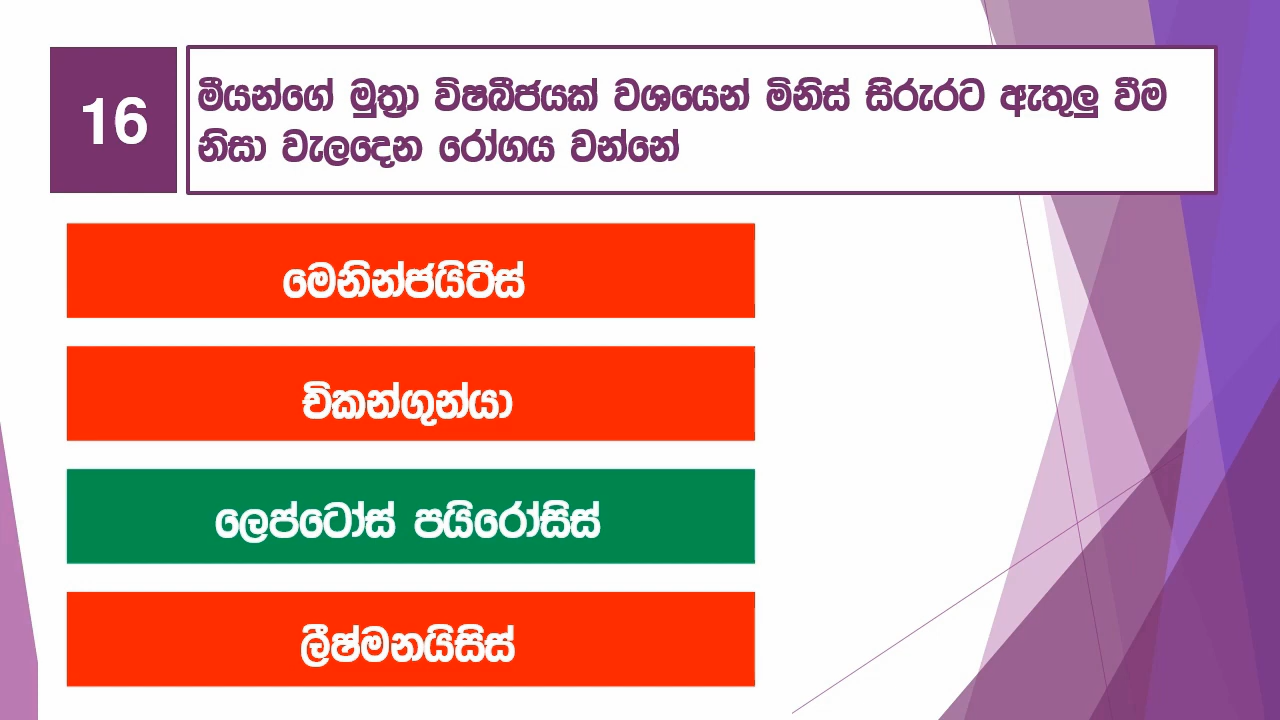 16
මීයන්ගේ මුත්‍රා විෂබීජයක් වශයෙන් මිනිස් සිරුරට ඇතුලු වීම
නිසා වැලදෙන රෝගය වන්නේ
මෙනින්ජයිටීස්
චිකන්ගුන්යා
ලෙප්ටෝස් පයිරෝසිස්
ලීෂ්මනයිසිස්